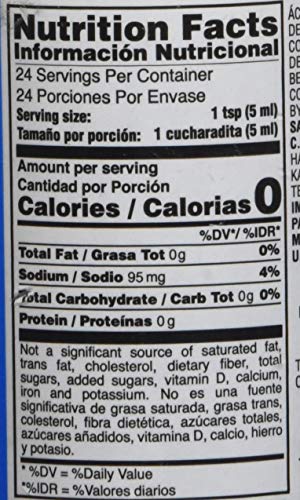 Nutrition Facts
Información Nutricional
24 Servings Per Container
24 Porciones Por Envase
Serving size: 1 tsp (5 ml)
Tamaño por porción: 1 cucharadita (5 ml)
Amount per serving
Cantidad por Porción
Calories / Calorias 0
%DV*/ %IDR*
Total Fat / Grasa Tot 0g 0%
Sodium / Sodio 95 mg 4%
Total Carbohydrate / Carb Tot 0g 0%
Protein / Proteínas 0 g
Not a significant source of saturated fat,
trans fat, cholesterol, dietary fiber, total
sugars, added sugars, vitamin D, calcium,
iron and potassium. No es una fuente
significativa de grasa saturada, grasa trans,
colesterol, fibra dietética, azúcares totales,
azúcares añadidos, vitamina D, calcio, hierro
y potasio.
* %DV = %Daily Value
*%IDR = %Valores diarios